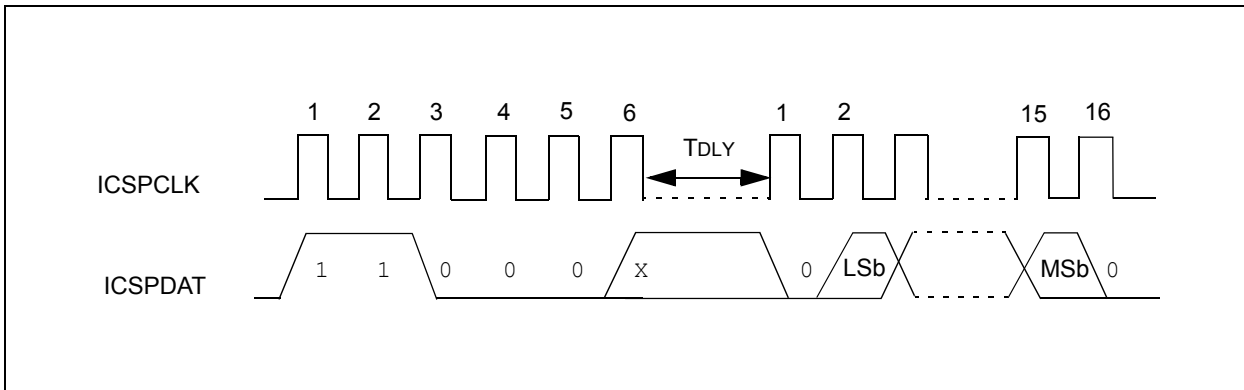 1 2 3 4 5 6 1 2 15 16
TDLY
ICSPCLK
ICSPDAT 1 1 0 0 0 X 0 LSb MSb 0